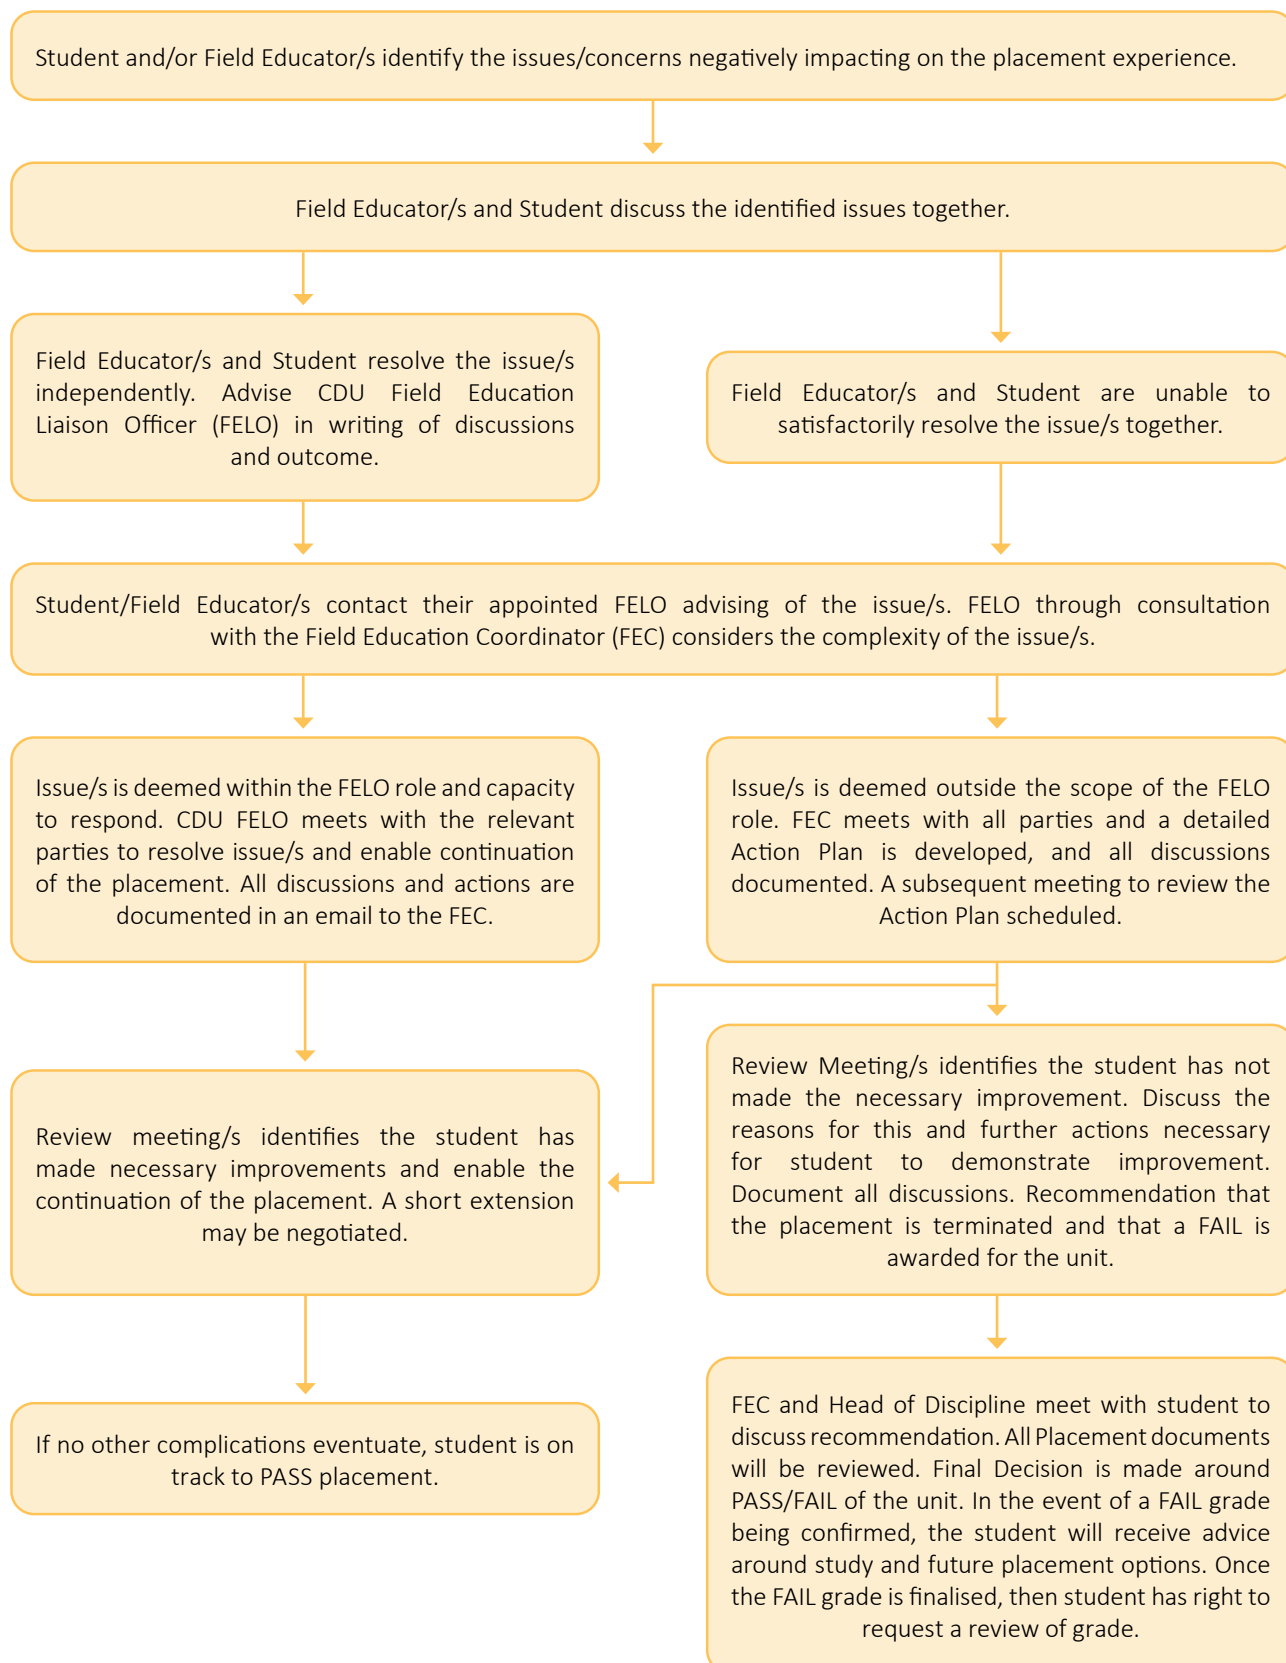 Student and/or Field Educator/s identify the issues/concerns negatively impacting on the placement experience.
Field Educator/s and Student discuss the identified issues together.
Field Educator/s and Student resolve the issue/s
independently. Advise CDU Field Education
Liaison Officer (FELO) in writing of discussions
and outcome.
Field Educator/s and Student are unable to
satisfactorily resolve the issue/s together.
Student/Field Educator/s contact their appointed FELO advising of the issue/s. FELO through consultation
with the Field Education Coordinator (FEC) considers the complexity of the issue/s.
Issue/s is deemed within the FELO role and capacity
to respond. CDU FELO meets with the relevant
parties to resolve issue/s and enable continuation
of the placement. All discussions and actions are
documented in an email to the FEC.
Issue/s is deemed outside the scope of the FELO
role. FEC meets with all parties and a detailed
Action Plan is developed, and all discussions
documented. A subsequent meeting to review the
Action Plan scheduled.
Review meeting/s identifies the student has
made necessary improvements and enable the
continuation of the placement. A short extension
may be negotiated.
Review Meeting/s identifies the student has not
made the necessary improvement. Discuss the
reasons for this and further actions necessary
for student to demonstrate improvement.
Document all discussions. Recommendation that
the placement is terminated and that a FAIL is
awarded for the unit.
If no other complications eventuate, student is on
track to PASS placement.
FEC and Head of Discipline meet with student to
discuss recommendation. All Placement documents
will be reviewed. Final Decision is made around
PASS/FAIL of the unit. In the event of a FAIL grade
being confirmed, the student will receive advice
around study and future placement options. Once
the FAIL grade is finalised, then student has right to
request a review of grade.